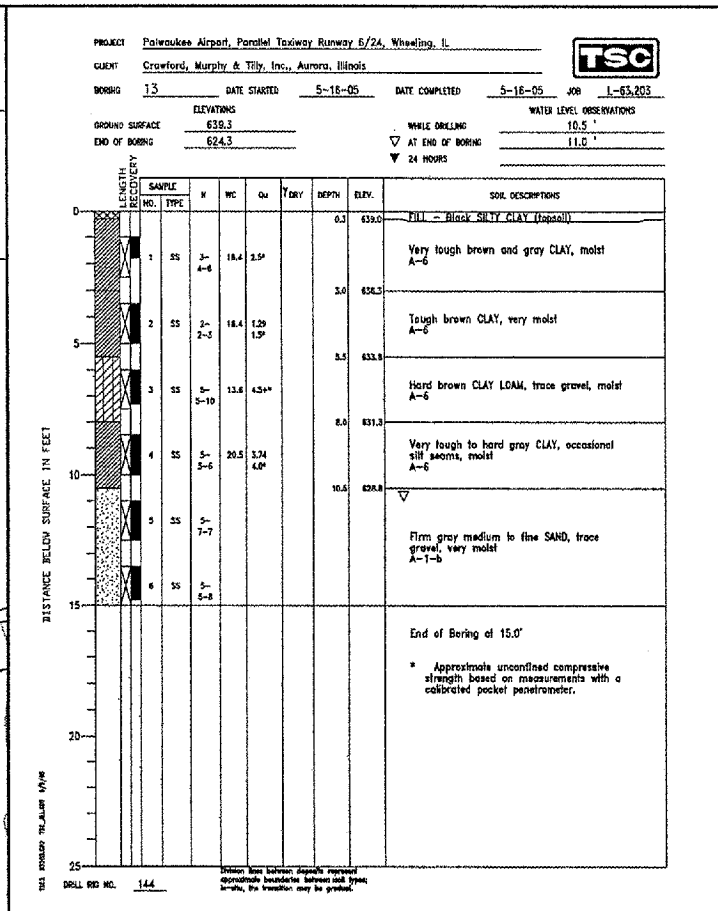 PROJECT Palwaukee Airport, Parallel Taxiway Runway 6/24, Wheeling, IL
TSC
CLIENT Crawford, Murphy & Tilly, Inc., Aurora, Illinois
BORING 13 DATE STARTED 5-16-05 DATE COMPLETED 5-16-05 JOB L-63,203
ELEVATIONS WATER LEVEL OBSERVATIONS
GROUND SURFACE 639.3 WHILE DRILLING 10.5 '
END OF BORING 624.3 ▽ AT END OF BORING 11.0 '
▼ 24 HOURS
LENGTH
RECOVERY
SAMPLE
NO. TYPE N WC Qu γDRY DEPTH ELEV. SOIL DESCRIPTIONS
0
0.3 639.0 FILL - Black SILTY CLAY (topsoil)
1 SS 3-
4-6 18.4 2.5*
Very tough brown and gray CLAY, moist
A-6
3.0 636.3
2 SS 2-
2-3 18.4 1.29
1.5*
Tough brown CLAY, very moist
A-6
5
5.5 633.8
3 SS 5-
5-10 13.6 4.5+*
Hard brown CLAY LOAM, trace gravel, moist
A-6
8.0 631.3
4 SS 5-
5-6 20.5 3.74
4.0*
Very tough to hard gray CLAY, occasional
silt seams, moist
A-6
10
10.5 628.8
▽
5 SS 5-
7-7
Firm gray medium to fine SAND, trace
gravel, very moist
A-1-b
6 SS 5-
5-8
15
End of Boring at 15.0'
* Approximate unconfined compressive
strength based on measurements with a
calibrated pocket penetrometer.
20
25
DISTANCE BELOW SURFACE IN FEET
DRILL RIG NO. 144
Division lines between deposits represent
approximate boundaries between soil types;
in-situ, the transition may be gradual.